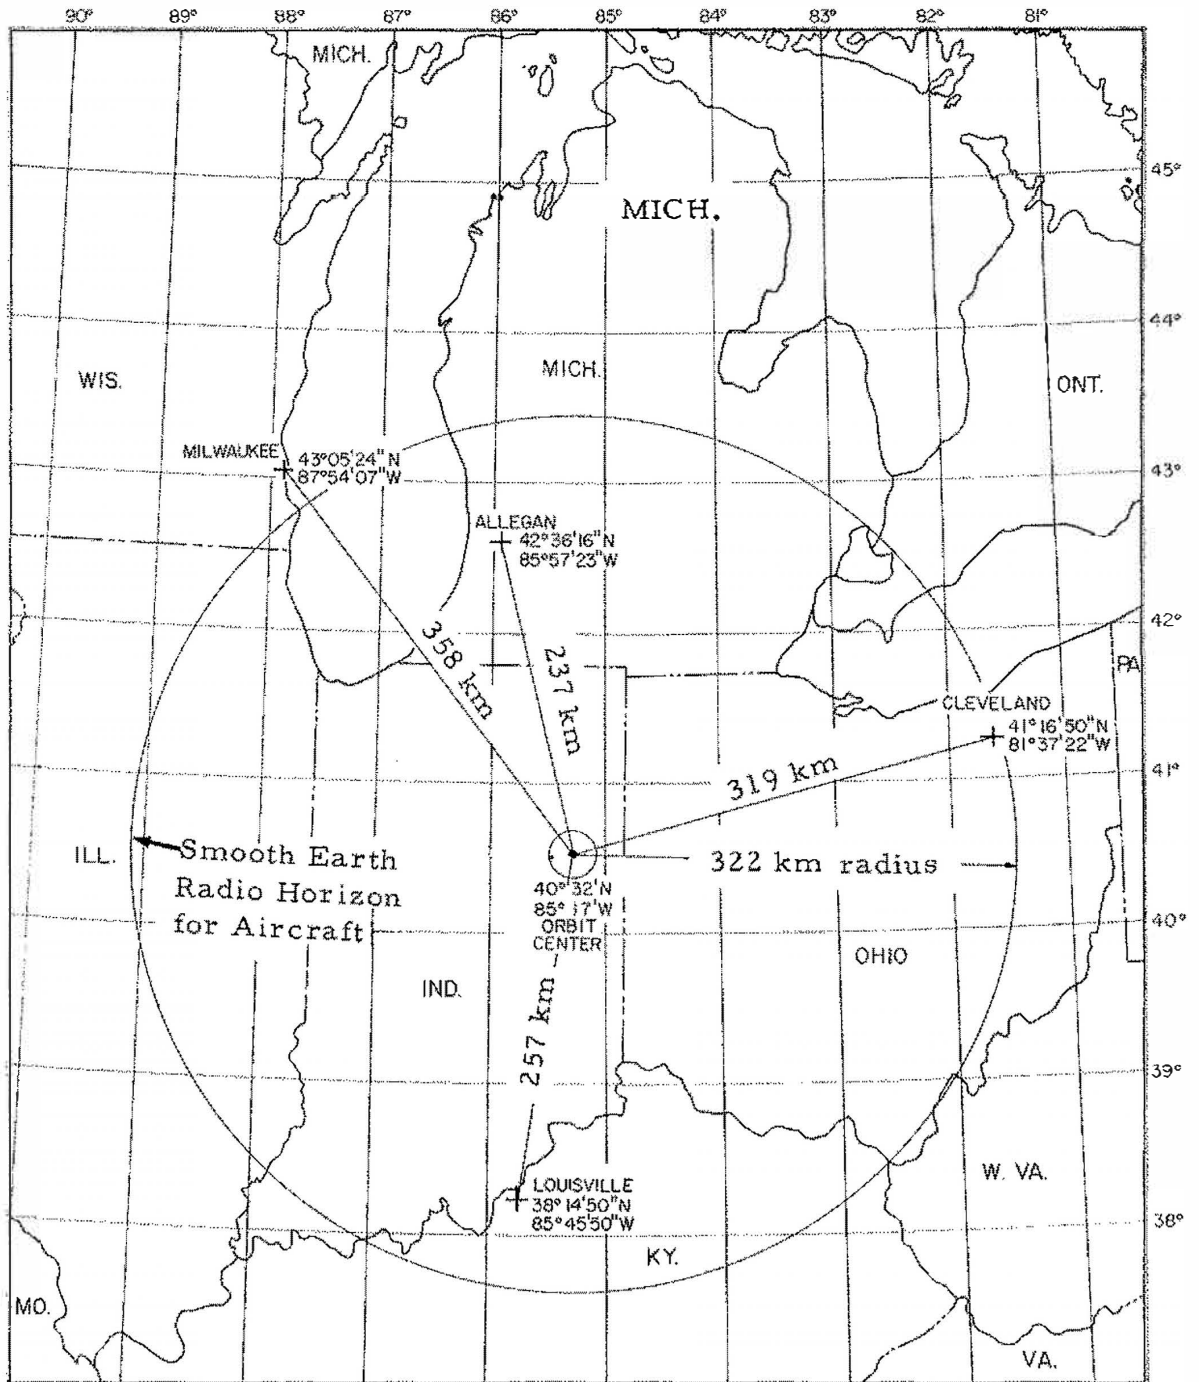 90° 89° 88° 87° 86° 85° 84° 83° 82° 81°
MICH.
45°
MICH.
44°
WIS.
MICH.
ONT.
MILWAUKEE
43°05'24"N
87°54'07"W
43°
ALLEGAN
42°36'16"N
85°57'23"W
42°
358 km
237 km
PA
CLEVELAND
41°16'50"N
81°37'22"W
319 km
41°
ILL.
Smooth Earth
Radio Horizon
for Aircraft
322 km radius
40°32'N
85°17'W
ORBIT
CENTER
40°
OHIO
IND.
257 km
39°
W. VA.
LOUISVILLE
38°14'50"N
85°45'50"W
38°
KY.
MO.
VA.